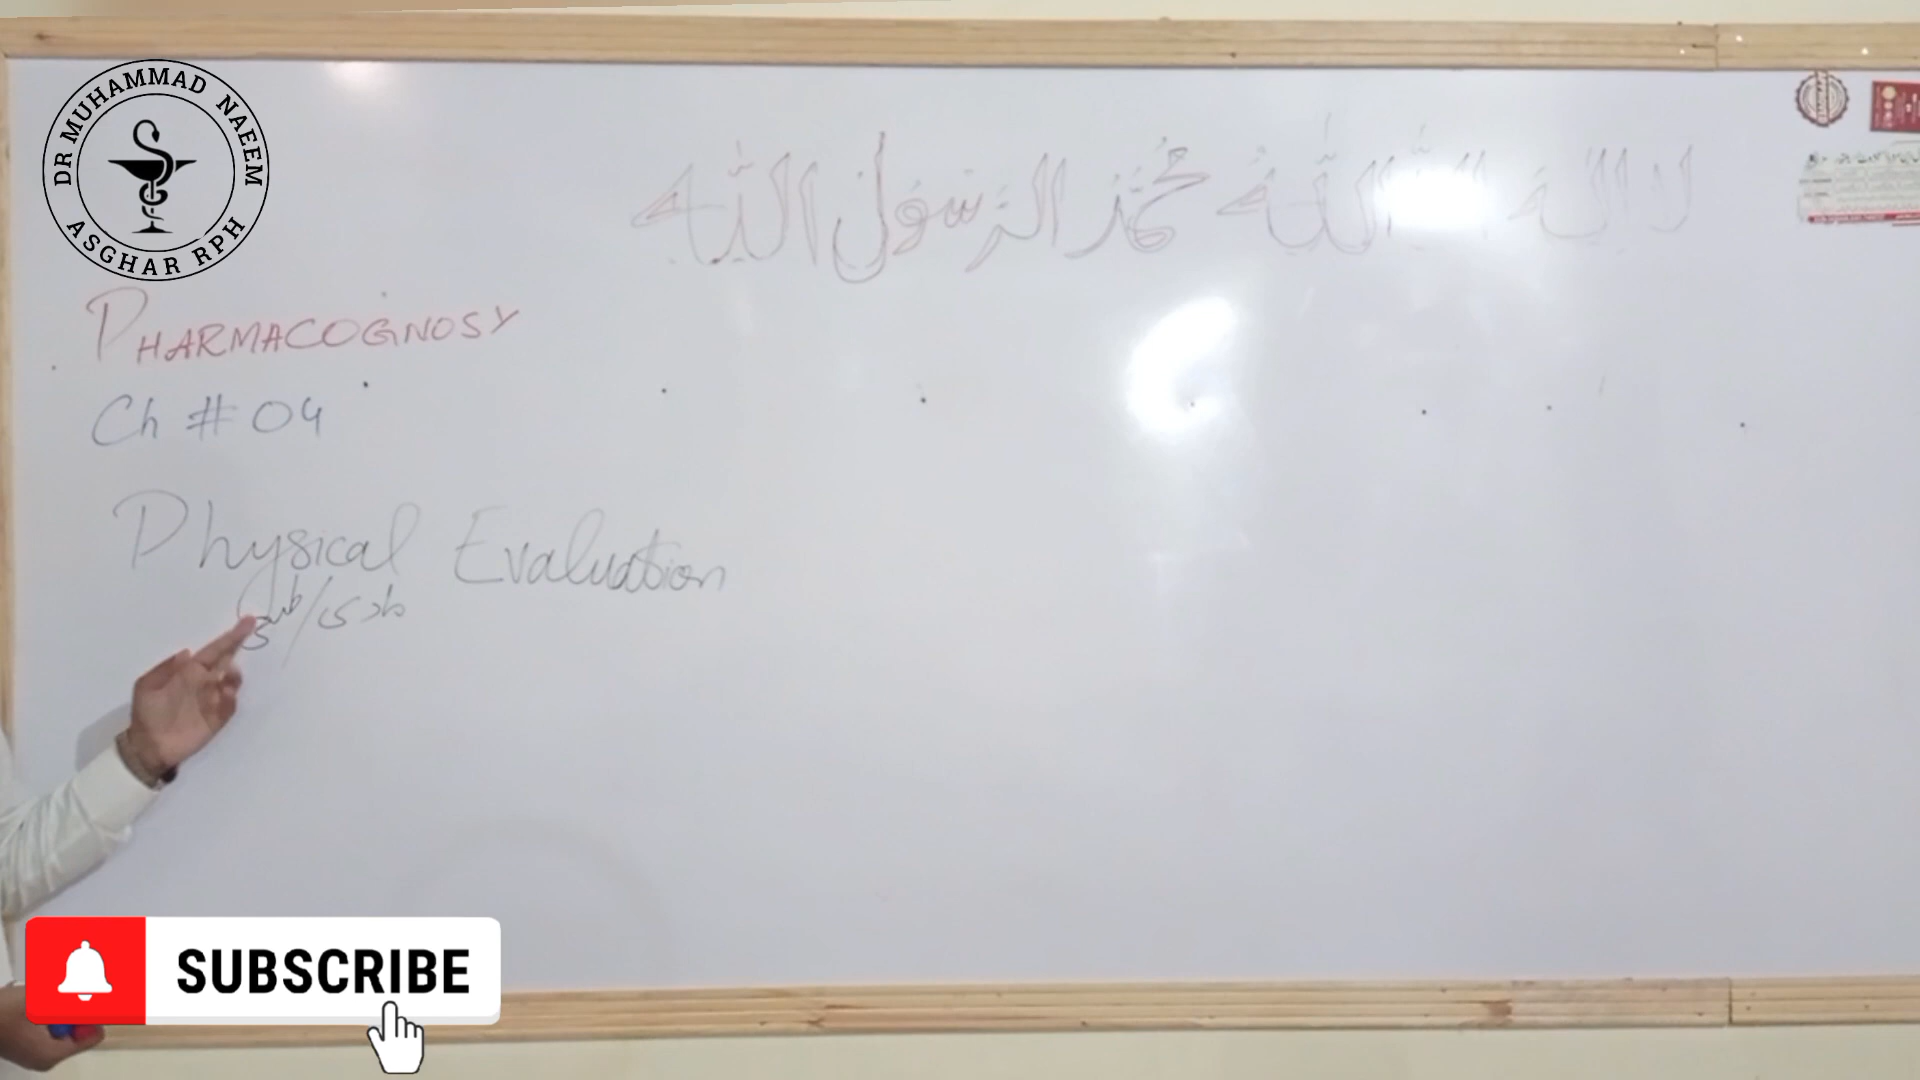 DR MUHAMMAD NAEEM
ASGHAR RPH
لا الہ الا اللہ محمد الرسول اللہ
PHARMACOGNOSY
Ch # 04
Physical Evaluation
طبعی / مادی
SUBSCRIBE